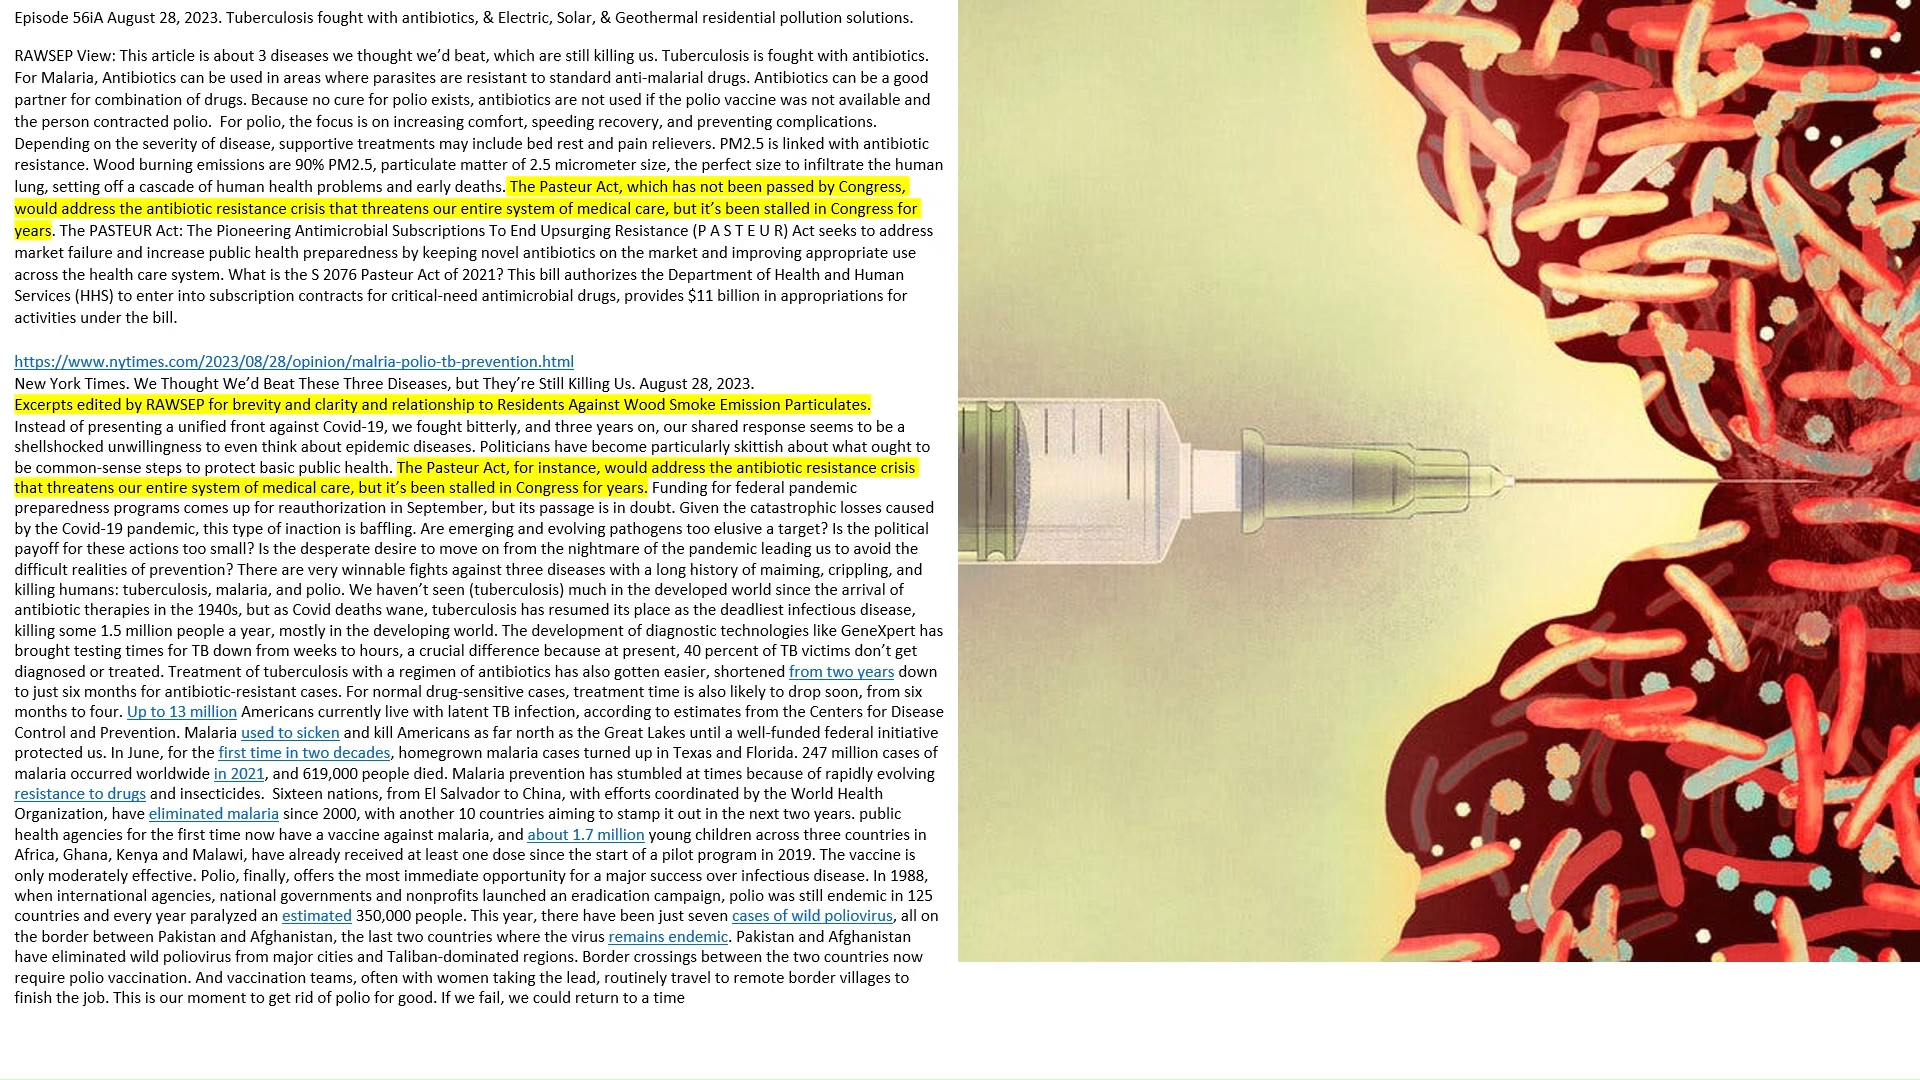 Episode 56iA August 28, 2023. Tuberculosis fought with antibiotics, & Electric, Solar, & Geothermal residential pollution solutions.
RAWSEP View: This article is about 3 diseases we thought we’d beat, which are still killing us. Tuberculosis is fought with antibiotics.
For Malaria, Antibiotics can be used in areas where parasites are resistant to standard anti-malarial drugs. Antibiotics can be a good
partner for combination of drugs. Because no cure for polio exists, antibiotics are not used if the polio vaccine was not available and
the person contracted polio.  For polio, the focus is on increasing comfort, speeding recovery, and preventing complications.
Depending on the severity of disease, supportive treatments may include bed rest and pain relievers. PM2.5 is linked with antibiotic
resistance. Wood burning emissions are 90% PM2.5, particulate matter of 2.5 micrometer size, the perfect size to infiltrate the human
lung, setting off a cascade of human health problems and early deaths. The Pasteur Act, which has not been passed by Congress,
would address the antibiotic resistance crisis that threatens our entire system of medical care, but it’s been stalled in Congress for
years. The PASTEUR Act: The Pioneering Antimicrobial Subscriptions To End Upsurging Resistance (P A S T E U R) Act seeks to address
market failure and increase public health preparedness by keeping novel antibiotics on the market and improving appropriate use
across the health care system. What is the S 2076 Pasteur Act of 2021? This bill authorizes the Department of Health and Human
Services (HHS) to enter into subscription contracts for critical-need antimicrobial drugs, provides $11 billion in appropriations for
activities under the bill.
https://www.nytimes.com/2023/08/28/opinion/malria-polio-tb-prevention.html
New York Times. We Thought We’d Beat These Three Diseases, but They’re Still Killing Us. August 28, 2023.
Excerpts edited by RAWSEP for brevity and clarity and relationship to Residents Against Wood Smoke Emission Particulates.
Instead of presenting a unified front against Covid-19, we fought bitterly, and three years on, our shared response seems to be a
shellshocked unwillingness to even think about epidemic diseases. Politicians have become particularly skittish about what ought to
be common-sense steps to protect basic public health. The Pasteur Act, for instance, would address the antibiotic resistance crisis
that threatens our entire system of medical care, but it’s been stalled in Congress for years. Funding for federal pandemic
preparedness programs comes up for reauthorization in September, but its passage is in doubt. Given the catastrophic losses caused
by the Covid-19 pandemic, this type of inaction is baffling. Are emerging and evolving pathogens too elusive a target? Is the political
payoff for these actions too small? Is the desperate desire to move on from the nightmare of the pandemic leading us to avoid the
difficult realities of prevention? There are very winnable fights against three diseases with a long history of maiming, crippling, and
killing humans: tuberculosis, malaria, and polio. We haven’t seen (tuberculosis) much in the developed world since the arrival of
antibiotic therapies in the 1940s, but as Covid deaths wane, tuberculosis has resumed its place as the deadliest infectious disease,
killing some 1.5 million people a year, mostly in the developing world. The development of diagnostic technologies like GeneXpert has
brought testing times for TB down from weeks to hours, a crucial difference because at present, 40 percent of TB victims don’t get
diagnosed or treated. Treatment of tuberculosis with a regimen of antibiotics has also gotten easier, shortened from two years down
to just six months for antibiotic-resistant cases. For normal drug-sensitive cases, treatment time is also likely to drop soon, from six
months to four. Up to 13 million Americans currently live with latent TB infection, according to estimates from the Centers for Disease
Control and Prevention. Malaria used to sicken and kill Americans as far north as the Great Lakes until a well-funded federal initiative
protected us. In June, for the first time in two decades, homegrown malaria cases turned up in Texas and Florida. 247 million cases of
malaria occurred worldwide in 2021, and 619,000 people died. Malaria prevention has stumbled at times because of rapidly evolving
resistance to drugs and insecticides.  Sixteen nations, from El Salvador to China, with efforts coordinated by the World Health
Organization, have eliminated malaria since 2000, with another 10 countries aiming to stamp it out in the next two years. public
health agencies for the first time now have a vaccine against malaria, and about 1.7 million young children across three countries in
Africa, Ghana, Kenya and Malawi, have already received at least one dose since the start of a pilot program in 2019. The vaccine is
only moderately effective. Polio, finally, offers the most immediate opportunity for a major success over infectious disease. In 1988,
when international agencies, national governments and nonprofits launched an eradication campaign, polio was still endemic in 125
countries and every year paralyzed an estimated 350,000 people. This year, there have been just seven cases of wild poliovirus, all on
the border between Pakistan and Afghanistan, the last two countries where the virus remains endemic. Pakistan and Afghanistan
have eliminated wild poliovirus from major cities and Taliban-dominated regions. Border crossings between the two countries now
require polio vaccination. And vaccination teams, often with women taking the lead, routinely travel to remote border villages to
finish the job. This is our moment to get rid of polio for good. If we fail, we could return to a time